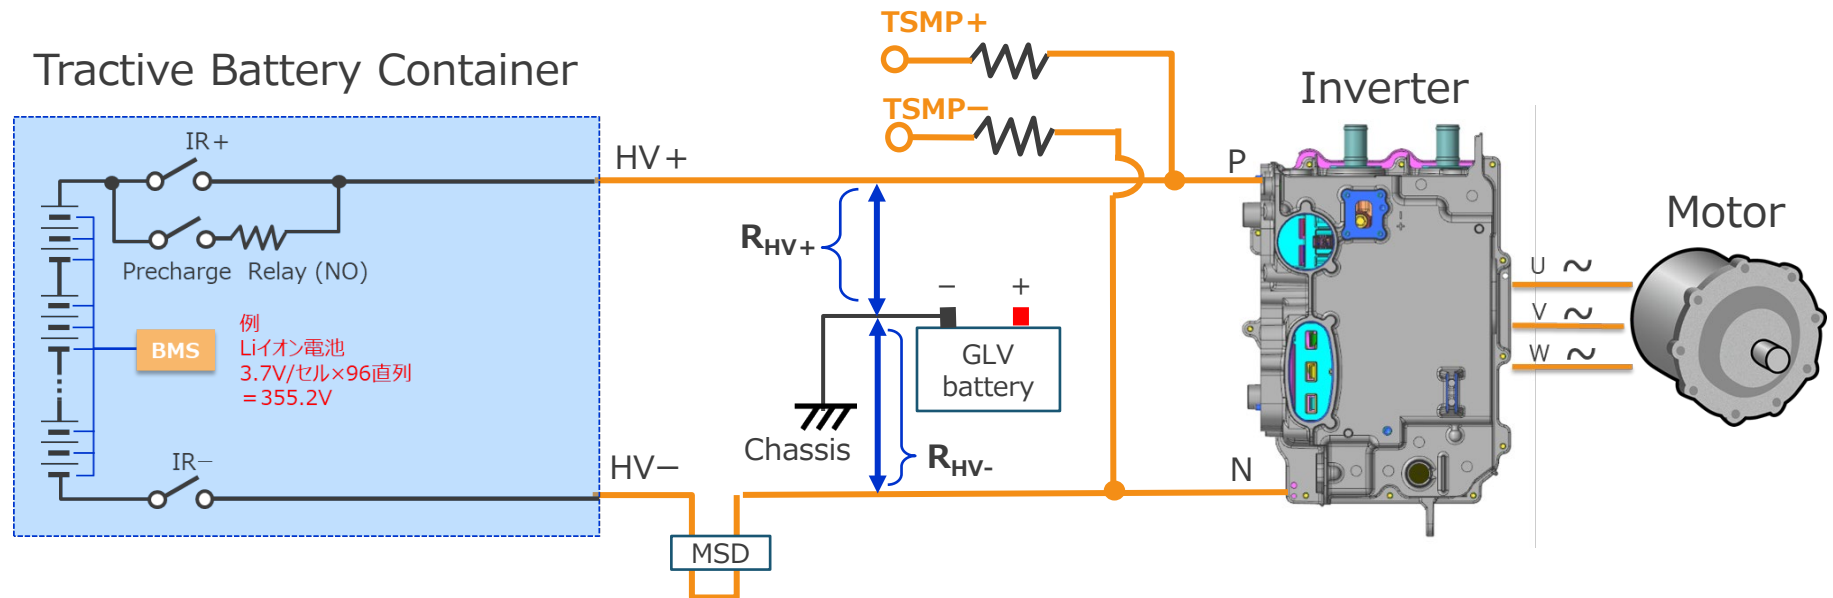 Tractive Battery Container
IR+
Precharge Relay (NO)
BMS
例
Liイオン電池
3.7V/セル×96直列
＝355.2V
IR−
HV+
HV−
MSD
TSMP+
TSMP−
RHV+
RHV-
− +
GLV
battery
Chassis
Inverter
P
N
U ~
V ~
W ~
Motor